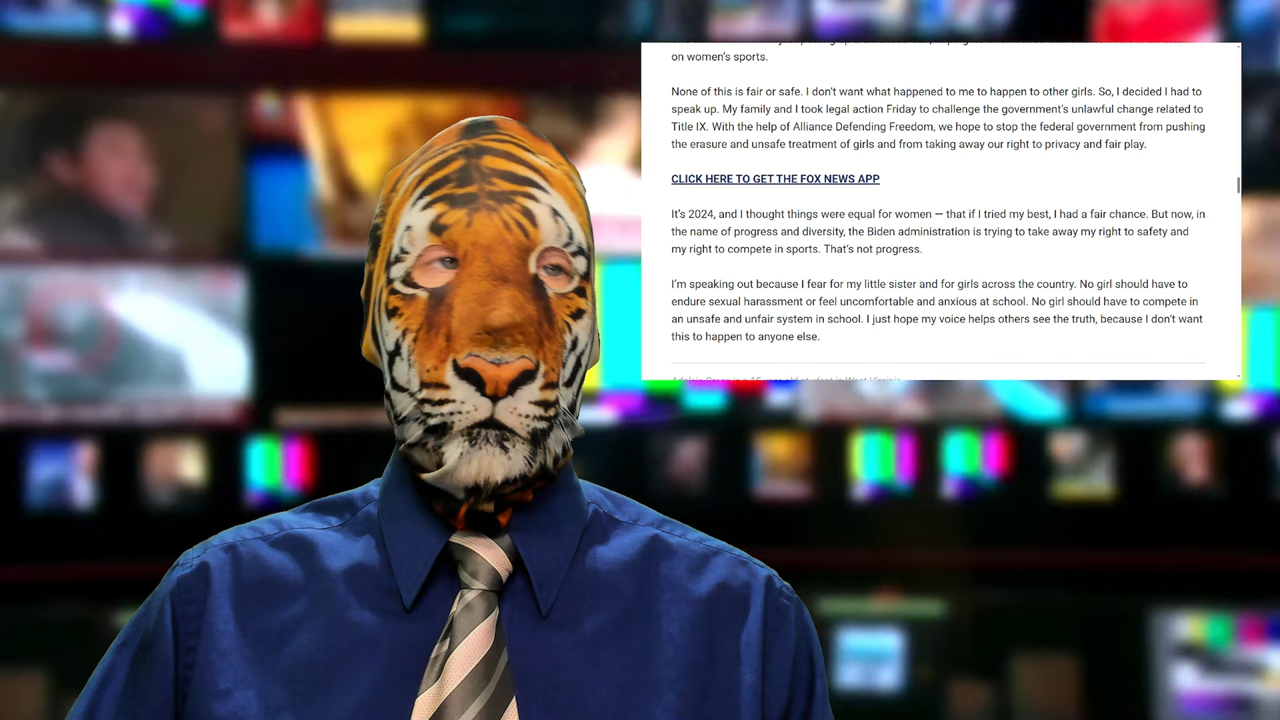 on women's sports.
None of this is fair or safe. I don't want what happened to me to happen to other girls. So, I decided I had to
speak up. My family and I took legal action Friday to challenge the government's unlawful change related to
Title IX. With the help of Alliance Defending Freedom, we hope to stop the federal government from pushing
the erasure and unsafe treatment of girls and from taking away our right to privacy and fair play.
CLICK HERE TO GET THE FOX NEWS APP
It's 2024, and I thought things were equal for women — that if I tried my best, I had a fair chance. But now, in
the name of progress and diversity, the Biden administration is trying to take away my right to safety and
my right to compete in sports. That's not progress.
I'm speaking out because I fear for my little sister and for girls across the country. No girl should have to
endure sexual harassment or feel uncomfortable and anxious at school. No girl should have to compete in
an unsafe and unfair system in school. I just hope my voice helps others see the truth, because I don't want
this to happen to anyone else.